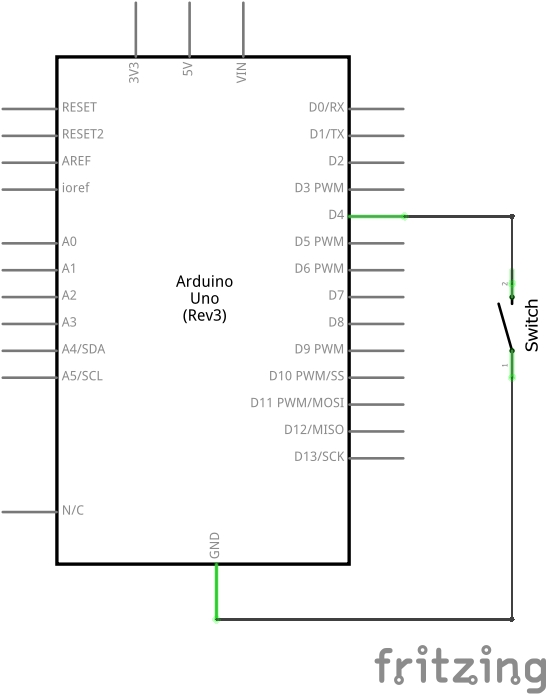 3V3
5V
VIN
RESET
RESET2
AREF
ioref
A0
A1
A2
A3
A4/SDA
A5/SCL
N/C
Arduino
Uno
(Rev3)
D0/RX
D1/TX
D2
D3 PWM
D4
D5 PWM
D6 PWM
D7
D8
D9 PWM
D10 PWM/SS
D11 PWM/MOSI
D12/MISO
D13/SCK
GND
2
1
Switch
fritzing